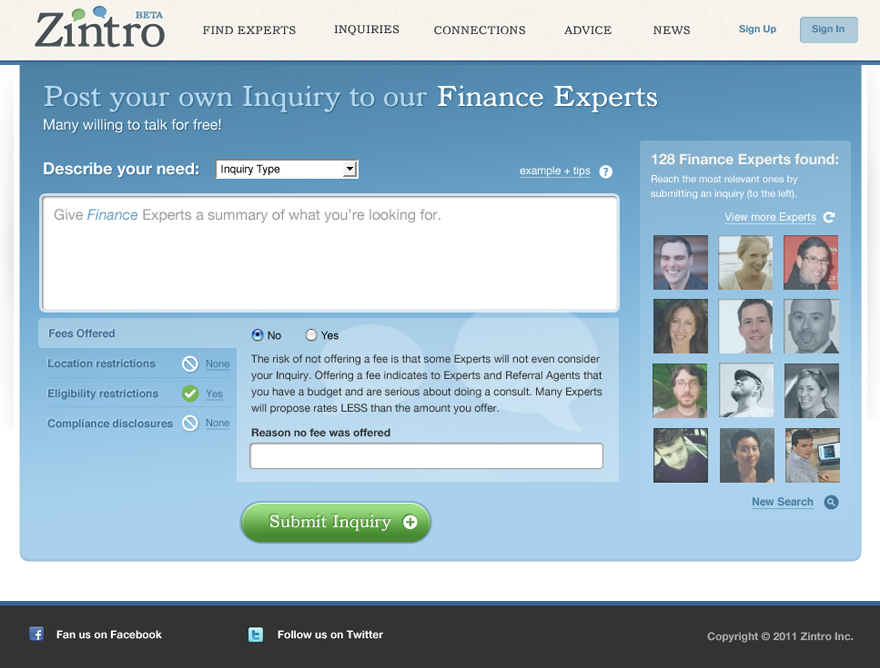 Zintro BETA
FIND EXPERTS INQUIRIES CONNECTIONS ADVICE NEWS Sign Up Sign In
Post your own Inquiry to our Finance Experts
Many willing to talk for free!
Describe your need: Inquiry Type example + tips ?
Give Finance Experts a summary of what you're looking for.
Fees Offered
Location restrictions None
Eligibility restrictions Yes
Compliance disclosures None
No Yes
The risk of not offering a fee is that some Experts will not even consider
your Inquiry. Offering a fee indicates to Experts and Referral Agents that
you have a budget and are serious about doing a consult. Many Experts
will propose rates LESS than the amount you offer.
Reason no fee was offered
Submit Inquiry
128 Finance Experts found:
Reach the most relevant ones by
submitting an inquiry (to the left).
View more Experts
New Search
Fan us on Facebook
Follow us on Twitter
Copyright © 2011 Zintro Inc.